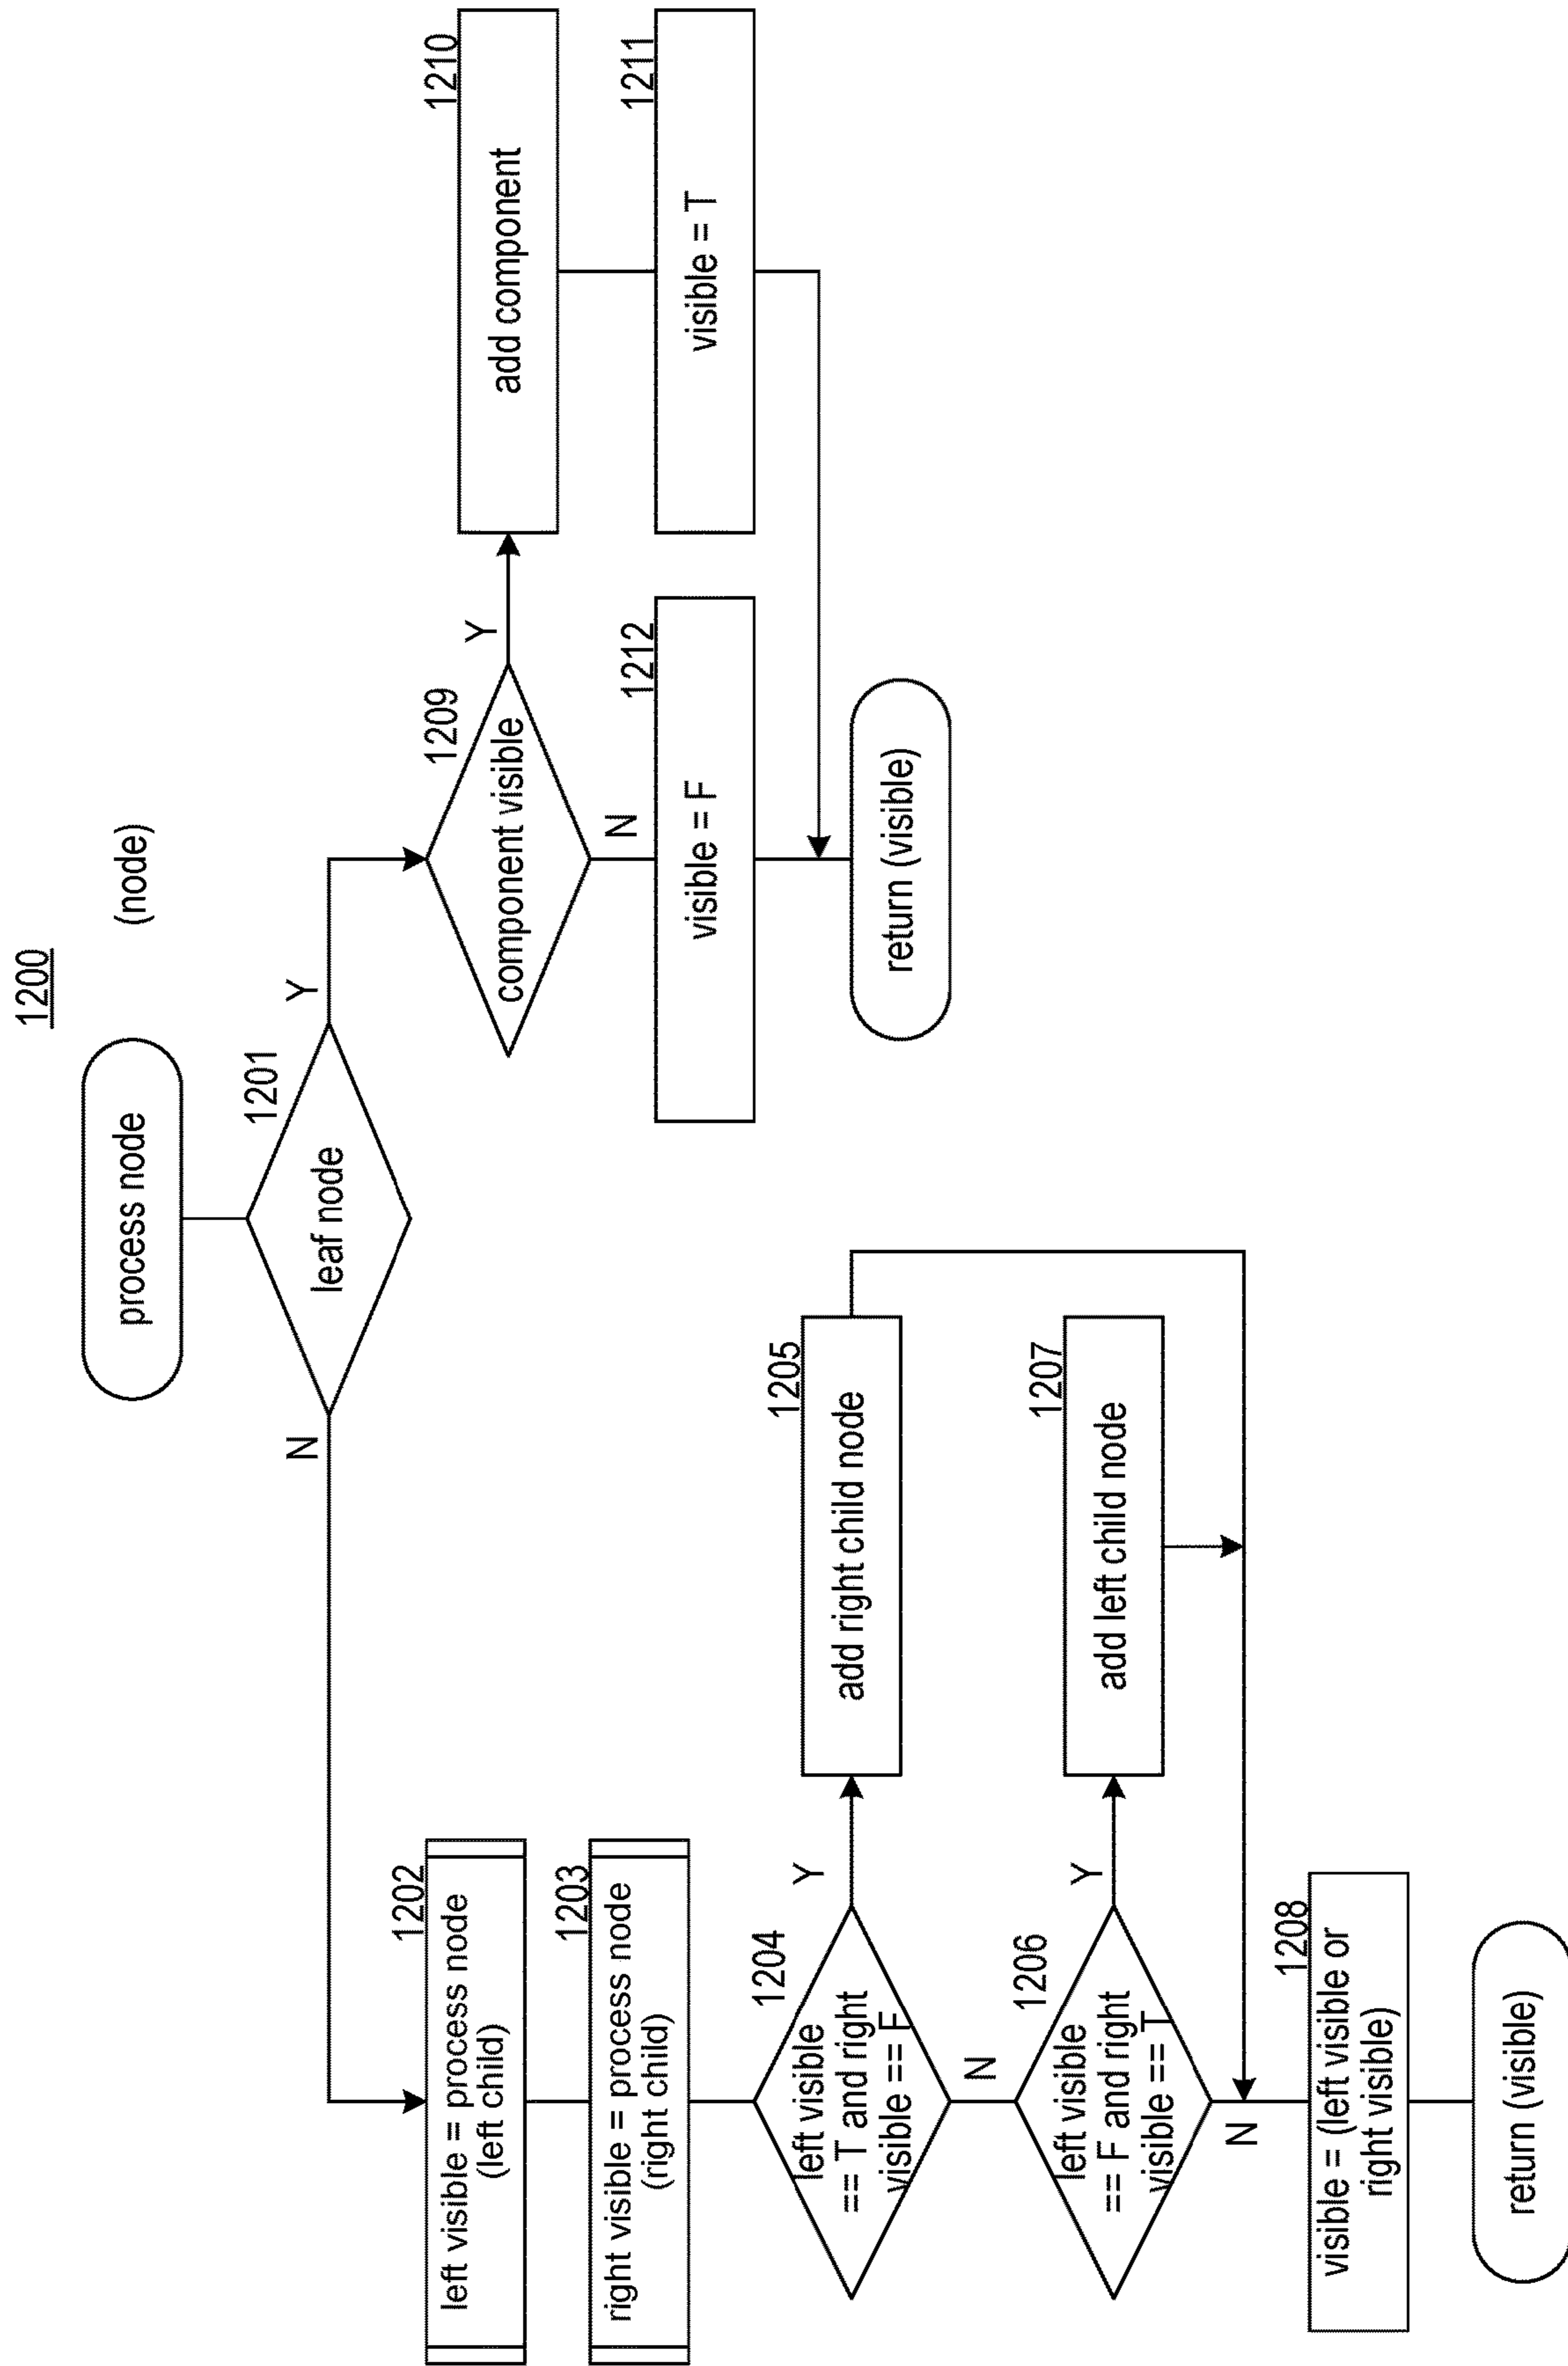 1200
process node
(node)
1201
leaf node
N
Y
1202
left visible = process node
(left child)
1203
right visible = process node
(right child)
1204
left visible
== T and right
visible == F
Y
N
1205
add right child node
1206
left visible
== F and right
visible == T
Y
N
1207
add left child node
1208
visible = (left visible or
right visible)
return (visible)
1209
component visible
Y
N
1210
add component
1211
visible = T
1212
visible = F
return (visible)